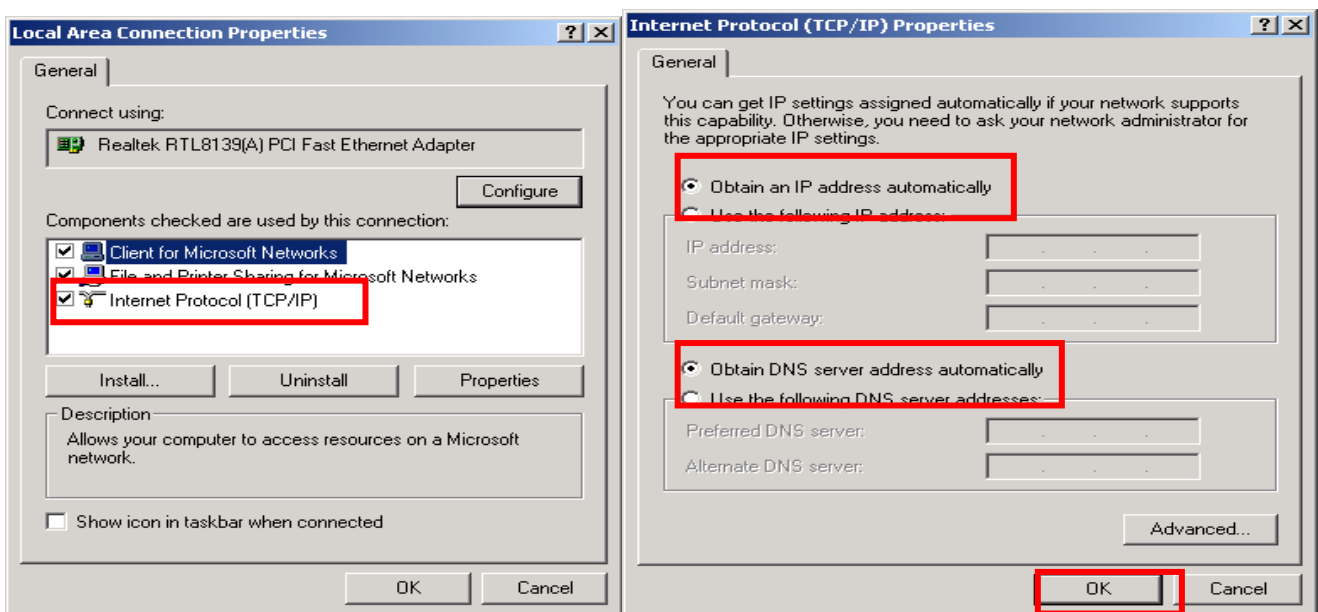 Local Area Connection Properties
General
Connect using:
Realtek RTL8139(A) PCI Fast Ethernet Adapter
Configure
Components checked are used by this connection:
Client for Microsoft Networks
File and Printer Sharing for Microsoft Networks
Internet Protocol (TCP/IP)
Install...
Uninstall
Properties
Description
Allows your computer to access resources on a Microsoft
network.
Show icon in taskbar when connected
OK
Cancel
Internet Protocol (TCP/IP) Properties
General
You can get IP settings assigned automatically if your network supports
this capability. Otherwise, you need to ask your network administrator for
the appropriate IP settings.
Obtain an IP address automatically
Use the following IP address:
IP address:
Subnet mask:
Default gateway:
Obtain DNS server address automatically
Use the following DNS server addresses:
Preferred DNS server:
Alternate DNS server:
Advanced...
OK
Cancel